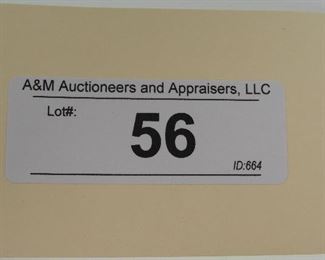 A&M Auctioneers and Appraisers, LLC
Lot#:
56
ID:664